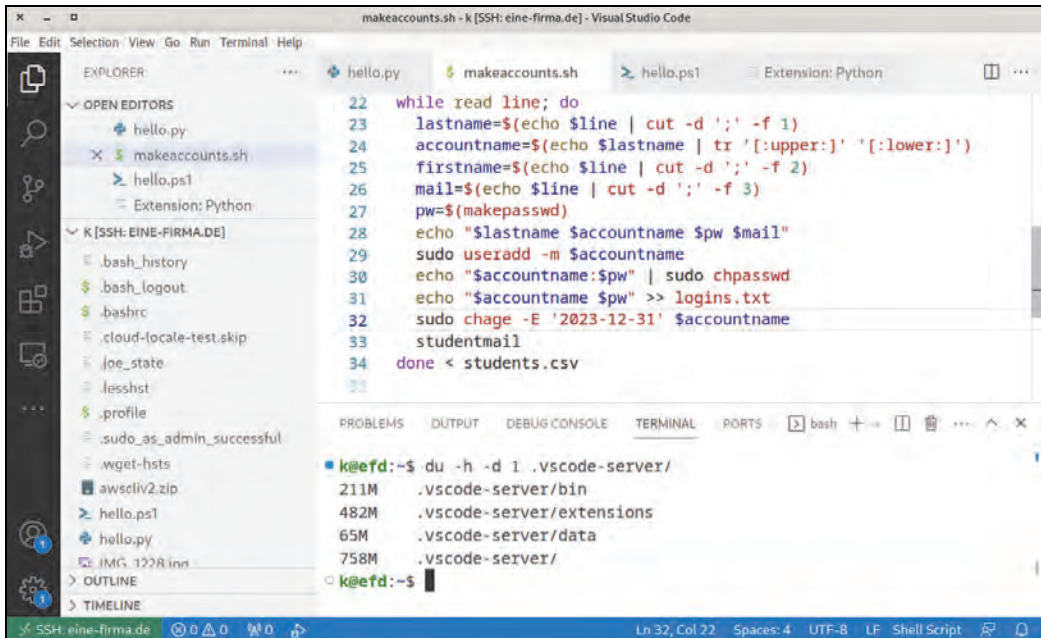 makeaccounts.sh - k [SSH: eine-firma.de] - Visual Studio Code
File Edit Selection View Go Run Terminal Help
EXPLORER
OPEN EDITORS
hello.py
makeaccounts.sh
hello.ps1
Extension: Python
K [SSH: EINE-FIRMA.DE]
.bash_history
.bash_logout
.bashrc
.cloud-locale-test.skip
.joe_state
.lesshst
.profile
.sudo_as_admin_successful
.wget-hsts
awscliv2.zip
hello.ps1
hello.py
IMG_1228.jpg
OUTLINE
TIMELINE
hello.py makeaccounts.sh hello.ps1 Extension: Python
22 while read line; do
23 lastname=$(echo $line | cut -d ';' -f 1)
24 accountname=$(echo $lastname | tr '[:upper:]' '[:lower:]')
25 firstname=$(echo $line | cut -d ';' -f 2)
26 mail=$(echo $line | cut -d ';' -f 3)
27 pw=$(makepasswd)
28 echo "$lastname $accountname $pw $mail"
29 sudo useradd -m $accountname
30 echo "$accountname:$pw" | sudo chpasswd
31 echo "$accountname $pw" >> logins.txt
32 sudo chage -E '2023-12-31' $accountname
33 studentmail
34 done < students.csv
35
PROBLEMS OUTPUT DEBUG CONSOLE TERMINAL PORTS bash
k@efd:~$ du -h -d 1 .vscode-server/
211M .vscode-server/bin
482M .vscode-server/extensions
65M .vscode-server/data
758M .vscode-server/
k@efd:~$
1
1
SSH: eine-firma.de 0 0 0 Ln 32, Col 22 Spaces: 4 UTF-8 LF Shell Script